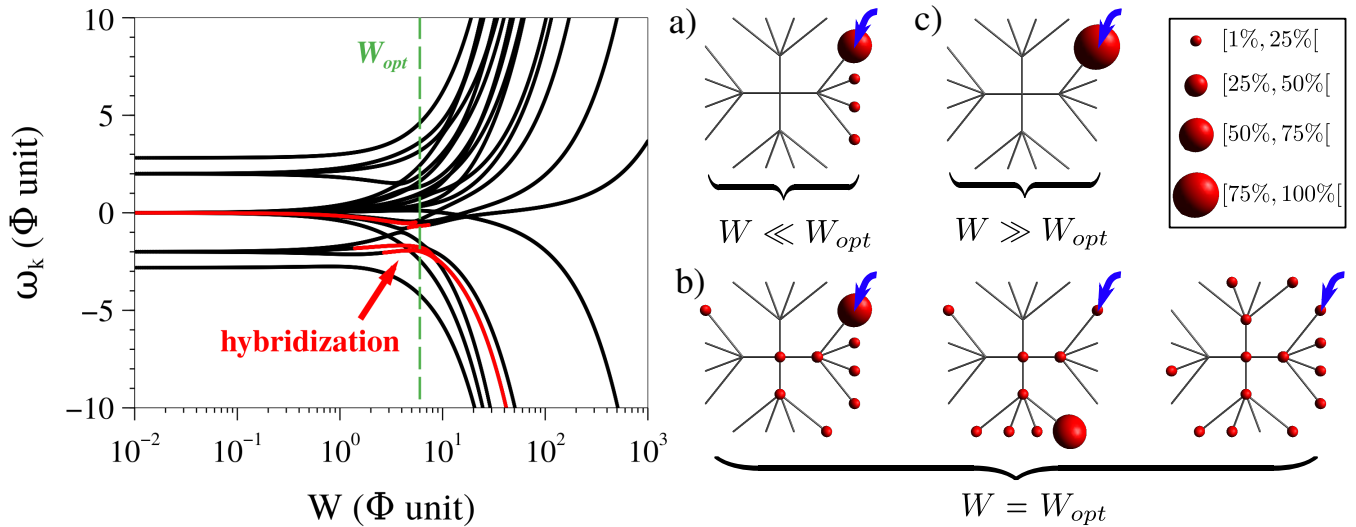 10
5
0
−5
−10
ω_k (Φ unit)
W_opt
hybridization
10^−2
10^−1
10^0
10^1
10^2
10^3
W (Φ unit)
a)
W ≪ W_opt
c)
W ≫ W_opt
[1%, 25%[
[25%, 50%[
[50%, 75%[
[75%, 100%[
b)
W = W_opt